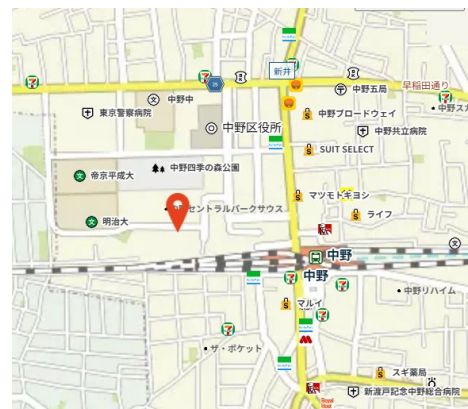 新井
早稲田通り
中野五局
中野中
東京警察病院
中野ブロードウェイ
中野区役所
中野共立病院
SUIT SELECT
中野四季の森公園
帝京平成大
マツモトキヨシ
セントラルパークサウス
ライフ
明治大
中野
中野
中野リハイム
マルイ
ザ・ポケット
スギ薬局
新渡戸記念中野総合病院